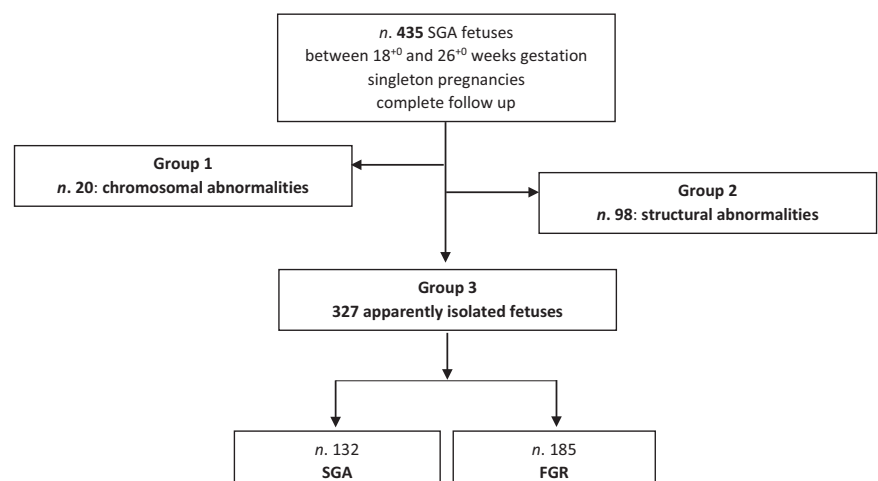 n. 435 SGA fetuses
between 18⁺⁰ and 26⁺⁰ weeks gestation
singleton pregnancies
complete follow up
Group 1
n. 20: chromosomal abnormalities
Group 2
n. 98: structural abnormalities
Group 3
327 apparently isolated fetuses
n. 132
SGA
n. 185
FGR